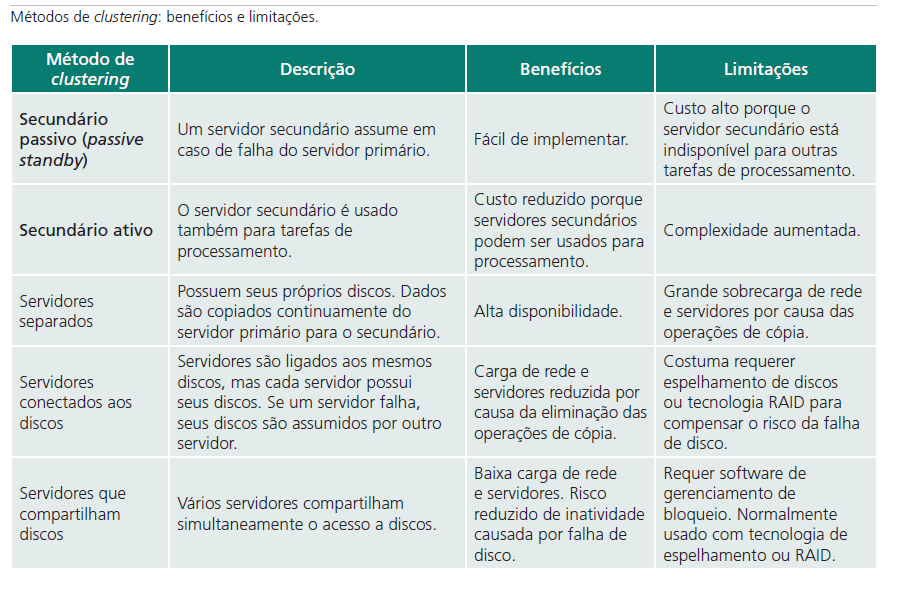 Métodos de clustering: benefícios e limitações.
Método de
clustering
Descrição
Benefícios
Limitações
Secundário
passivo (passive
standby)
Um servidor secundário assume em
caso de falha do servidor primário.
Fácil de implementar.
Custo alto porque o
servidor secundário está
indisponível para outras
tarefas de processamento.
Secundário ativo
O servidor secundário é usado
também para tarefas de
processamento.
Custo reduzido porque
servidores secundários
podem ser usados para
processamento.
Complexidade aumentada.
Servidores
separados
Possuem seus próprios discos. Dados
são copiados continuamente do
servidor primário para o secundário.
Alta disponibilidade.
Grande sobrecarga de rede
e servidores por causa das
operações de cópia.
Servidores
conectados aos
discos
Servidores são ligados aos mesmos
discos, mas cada servidor possui
seus discos. Se um servidor falha,
seus discos são assumidos por outro
servidor.
Carga de rede e
servidores reduzida por
causa da eliminação das
operações de cópia.
Costuma requerer
espelhamento de discos
ou tecnologia RAID para
compensar o risco da falha
de disco.
Servidores que
compartilham
discos
Vários servidores compartilham
simultaneamente o acesso a discos.
Baixa carga de rede
e servidores. Risco
reduzido de inatividade
causada por falha de
disco.
Requer software de
gerenciamento de
bloqueio. Normalmente
usado com tecnologia de
espelhamento ou RAID.